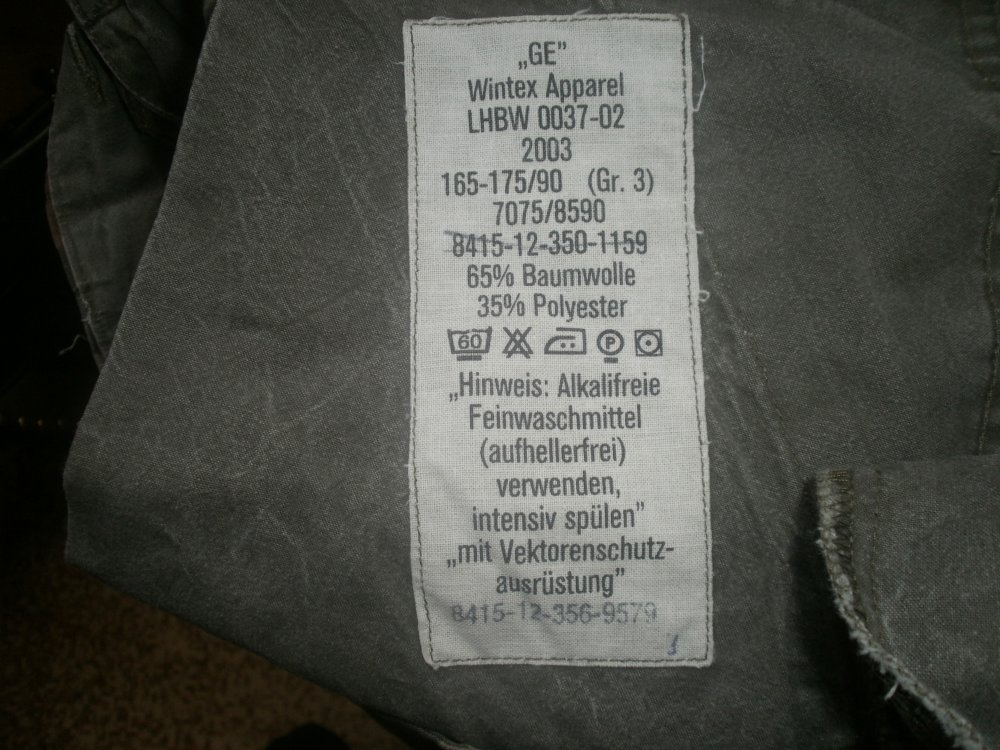 „GE”
Wintex Apparel
LHBW 0037-02
2003
165-175/90 (Gr. 3)
7075/8590
8415-12-350-1159
65% Baumwolle
35% Polyester
60 P
„Hinweis: Alkalifreie
Feinwaschmittel
(aufhellerfrei)
verwenden,
intensiv spülen”
„mit Vektorenschutz-
ausrüstung”
8415-12-356-9579